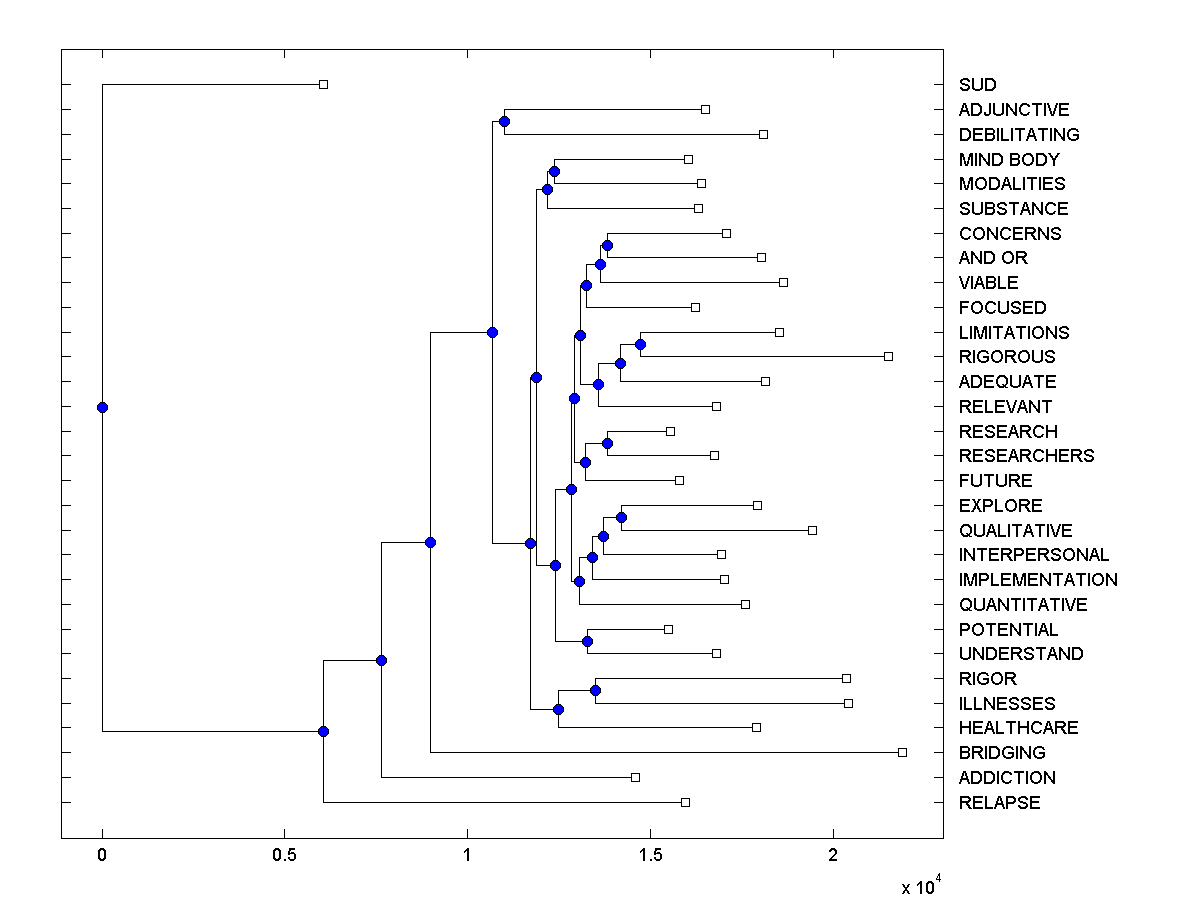 SUD
ADJUNCTIVE
DEBILITATING
MIND BODY
MODALITIES
SUBSTANCE
CONCERNS
AND OR
VIABLE
FOCUSED
LIMITATIONS
RIGOROUS
ADEQUATE
RELEVANT
RESEARCH
RESEARCHERS
FUTURE
EXPLORE
QUALITATIVE
INTERPERSONAL
IMPLEMENTATION
QUANTITATIVE
POTENTIAL
UNDERSTAND
RIGOR
ILLNESSES
HEALTHCARE
BRIDGING
ADDICTION
RELAPSE
0 0.5 1 1.5 2
x 10^4